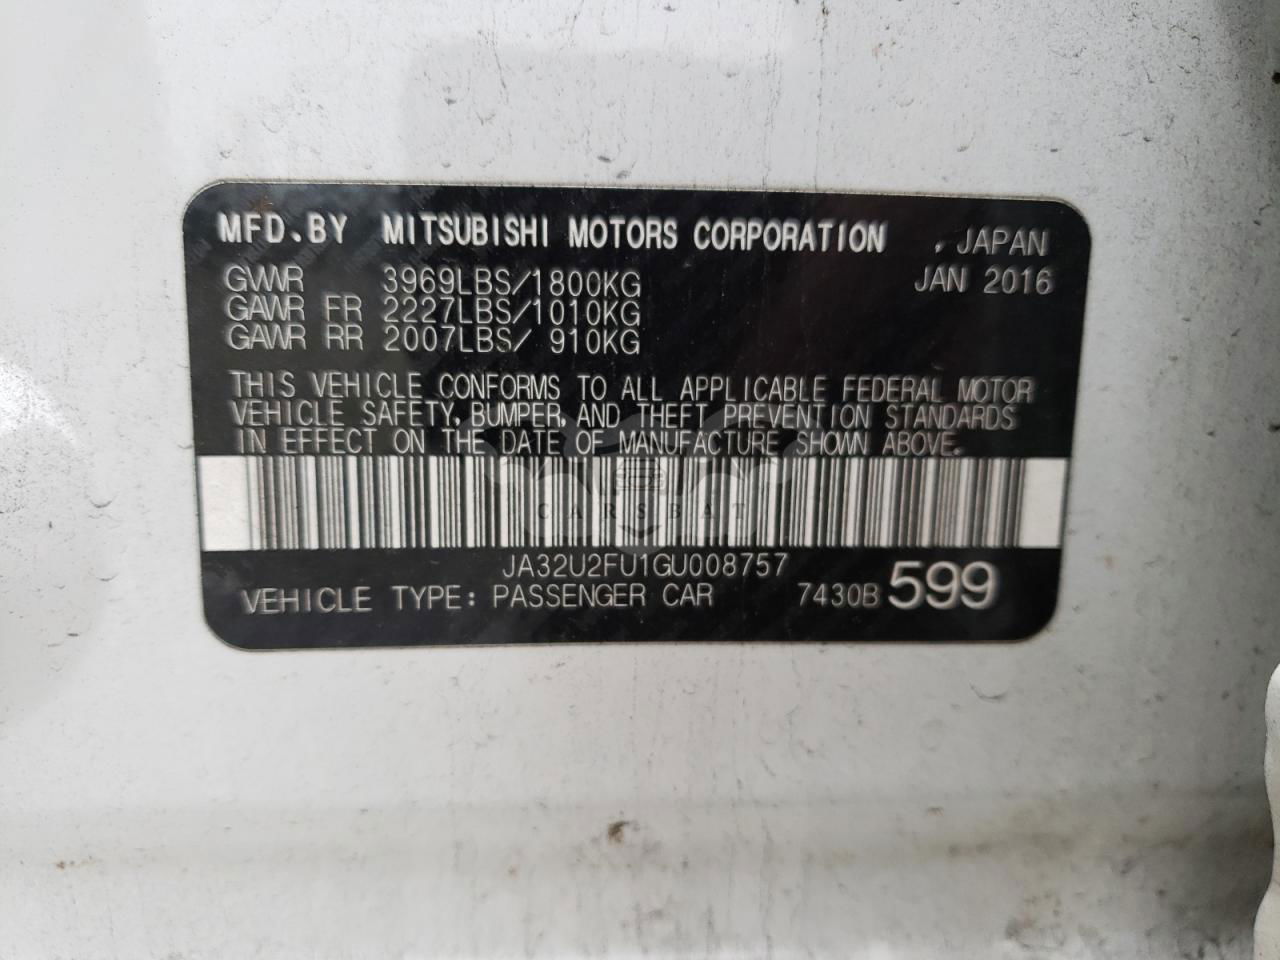 MFD.BY MITSUBISHI MOTORS CORPORATION , JAPAN
GVWR 3969LBS/1800KG JAN 2016
GAWR FR 2227LBS/1010KG
GAWR RR 2007LBS/ 910KG
THIS VEHICLE CONFORMS TO ALL APPLICABLE FEDERAL MOTOR
VEHICLE SAFETY, BUMPER, AND THEFT PREVENTION STANDARDS
IN EFFECT ON THE DATE OF MANUFACTURE SHOWN ABOVE.
CARSBAT
JA32U2FU1GU008757
VEHICLE TYPE: PASSENGER CAR 7430B 599